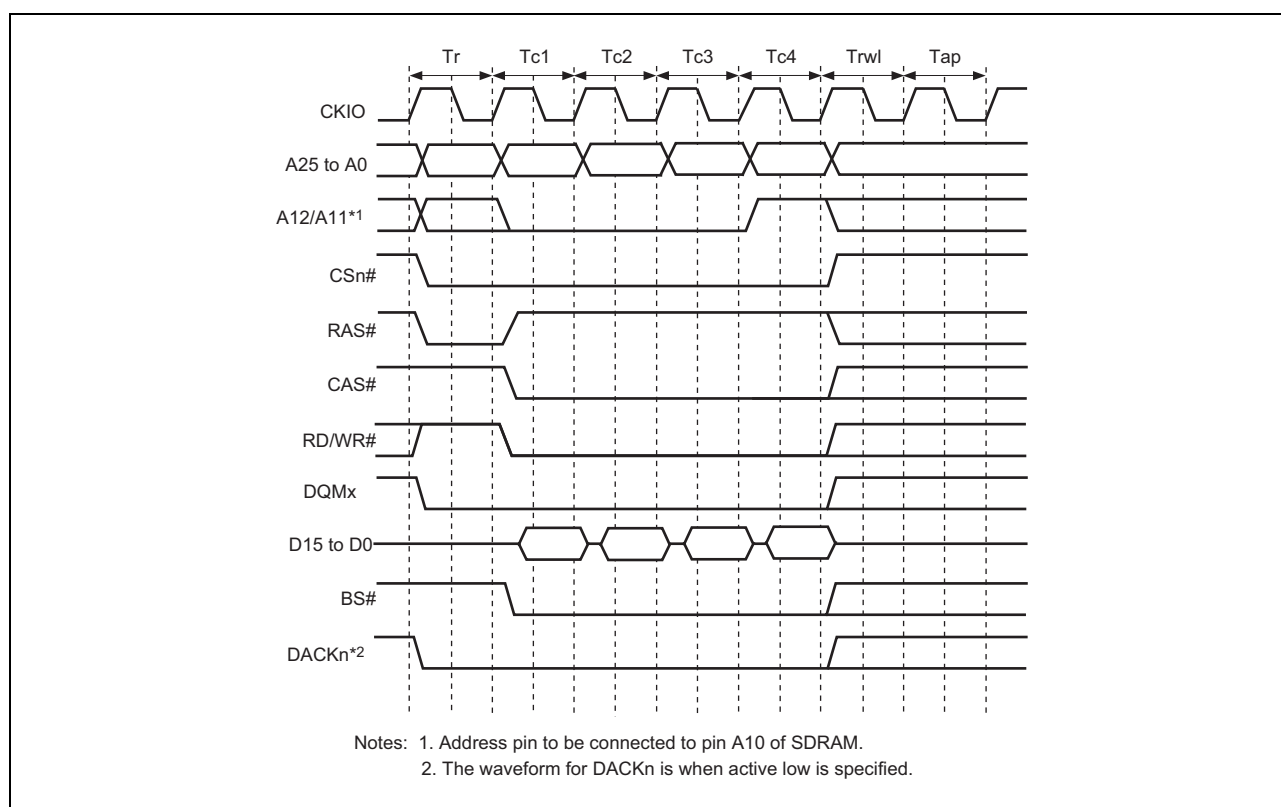 Tr Tc1 Tc2 Tc3 Tc4 Trwl Tap
CKIO
A25 to A0
A12/A11*1
CSn#
RAS#
CAS#
RD/WR#
DQMx
D15 to D0
BS#
DACKn*2
Notes: 1. Address pin to be connected to pin A10 of SDRAM.
2. The waveform for DACKn is when active low is specified.